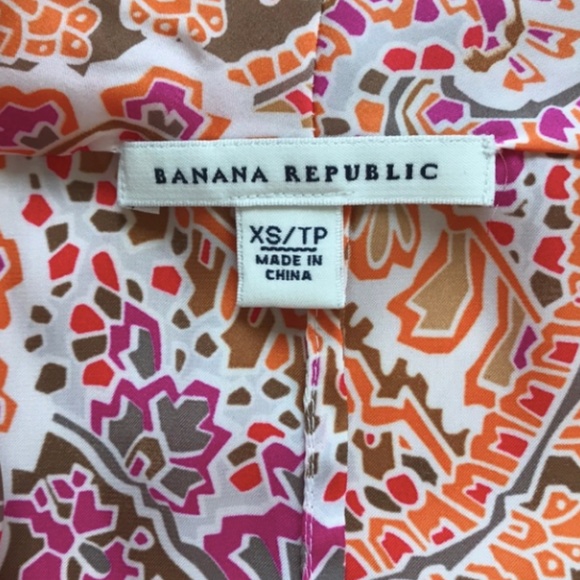 BANANA REPUBLIC
XS/TP
MADE IN
CHINA